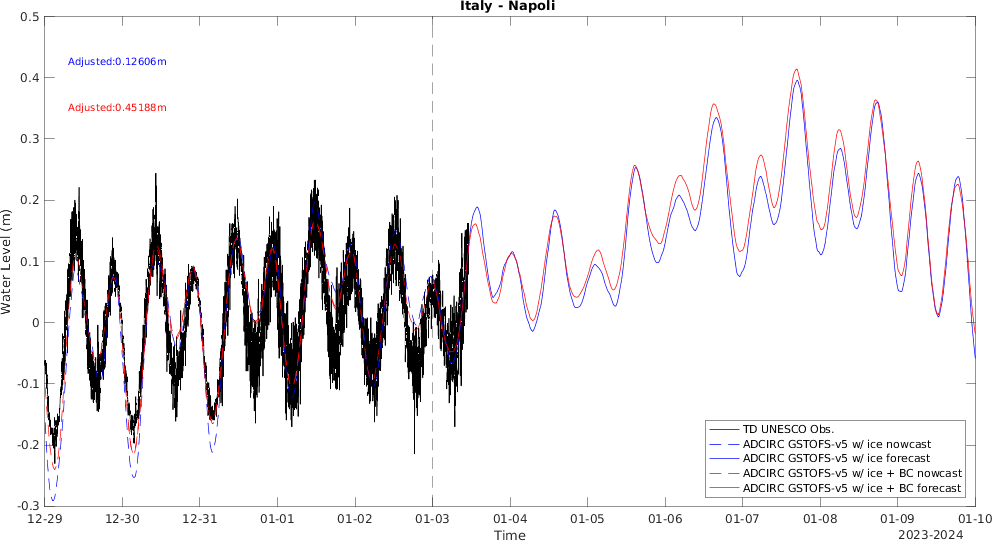 Italy - Napoli
0.5
0.4
0.3
0.2
0.1
0
-0.1
-0.2
-0.3
Water Level (m)
Adjusted:0.12606m
Adjusted:0.45188m
TD UNESCO Obs.
ADCIRC GSTOFS-v5 w/ ice nowcast
ADCIRC GSTOFS-v5 w/ ice forecast
ADCIRC GSTOFS-v5 w/ ice + BC nowcast
ADCIRC GSTOFS-v5 w/ ice + BC forecast
12-29 12-30 12-31 01-01 01-02 01-03 01-04 01-05 01-06 01-07 01-08 01-09 01-10
Time
2023-2024